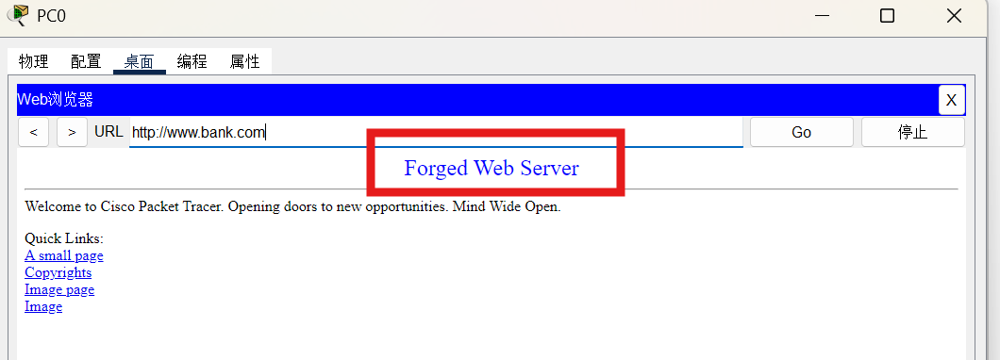 PC0
物理 配置 桌面 编程 属性
Web浏览器 X
< > URL http://www.bank.com Go 停止
Forged Web Server
Welcome to Cisco Packet Tracer. Opening doors to new opportunities. Mind Wide Open.
Quick Links:
A small page
Copyrights
Image page
Image